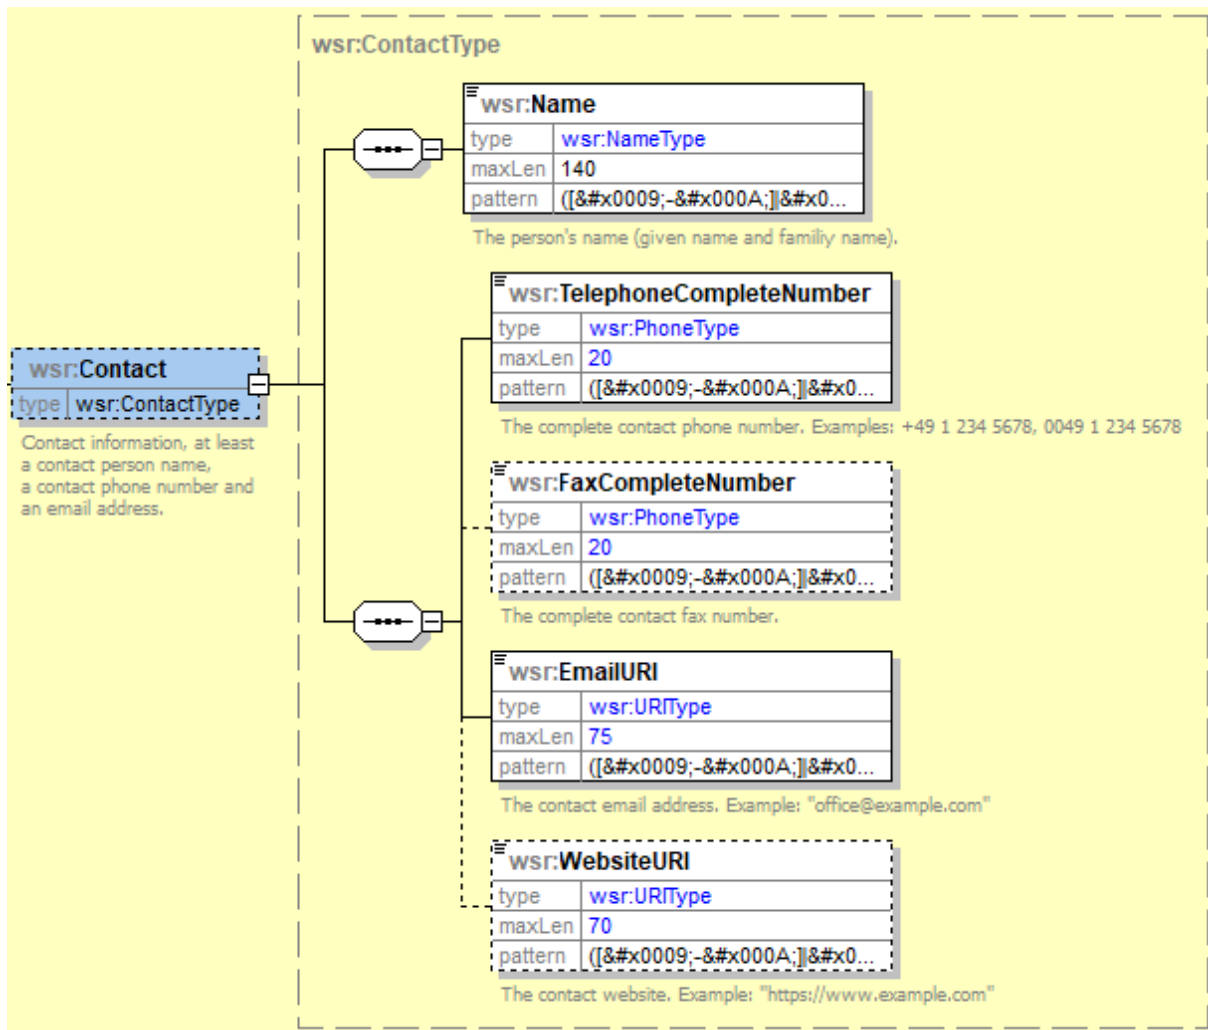 wsr:ContactType
wsr:Name
type wsr:NameType
maxLen 140
pattern ([&#x0009;-&#x000A;]|&#x0...
The person's name (given name and familiy name).
wsr:TelephoneCompleteNumber
type wsr:PhoneType
maxLen 20
pattern ([&#x0009;-&#x000A;]|&#x0...
The complete contact phone number. Examples: +49 1 234 5678, 0049 1 234 5678
wsr:Contact
type wsr:ContactType
Contact information, at least
a contact person name,
a contact phone number and
an email address.
wsr:FaxCompleteNumber
type wsr:PhoneType
maxLen 20
pattern ([&#x0009;-&#x000A;]|&#x0...
The complete contact fax number.
wsr:EmailURI
type wsr:URIType
maxLen 75
pattern ([&#x0009;-&#x000A;]|&#x0...
The contact email address. Example: "office@example.com"
wsr:WebsiteURI
type wsr:URIType
maxLen 70
pattern ([&#x0009;-&#x000A;]|&#x0...
The contact website. Example: "https://www.example.com"